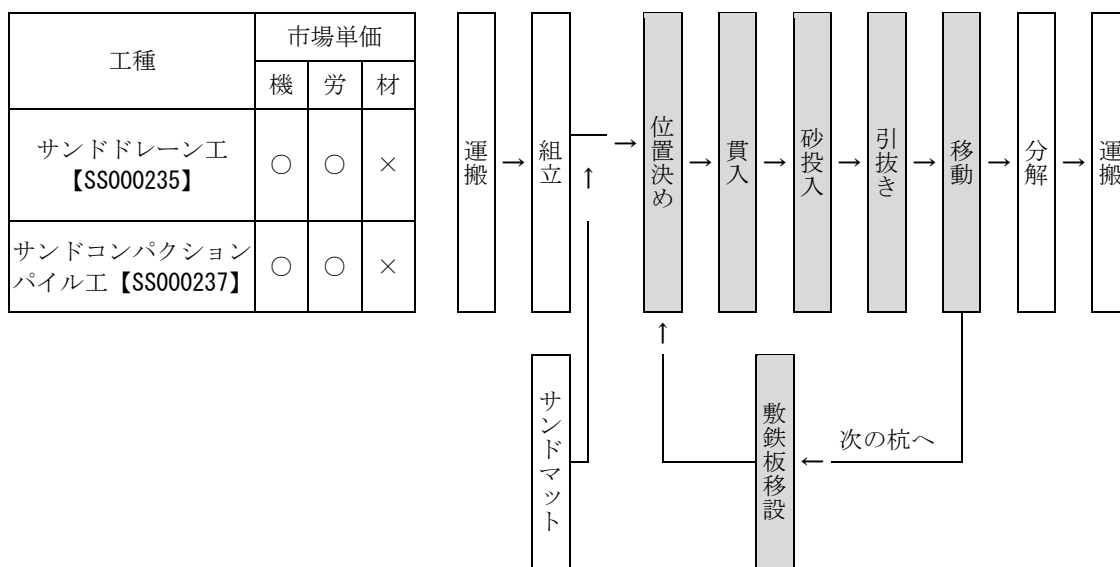 工種
市場単価
機 労 材
サンドドレーン工
【SS000235】
○ ○ ×
サンドコンパクション
パイル工【SS000237】
○ ○ ×
運搬
→
組立
→
位置決め
→
貫入
→
砂投入
→
引抜き
→
移動
→
分解
→
運搬
↑
↑
サンドマット
敷鉄板移設
←
次の杭へ